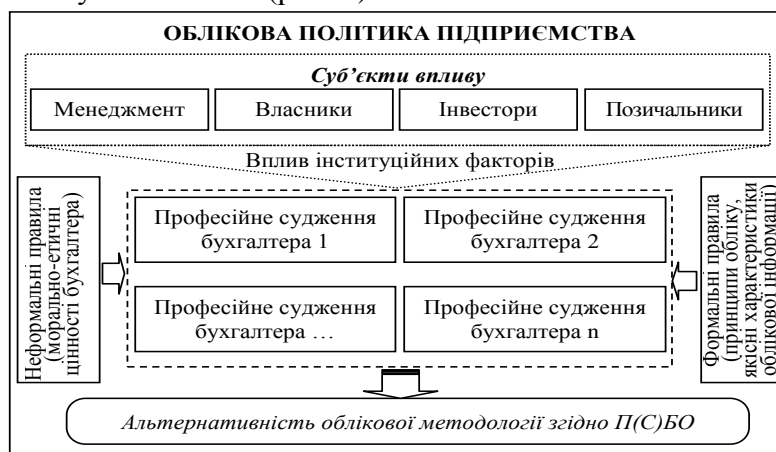 ОБЛІКОВА ПОЛІТИКА ПІДПРИЄМСТВА
Суб’єкти впливу
Менеджмент
Власники
Інвестори
Позичальники
Вплив інституційних факторів
Неформальні правила
(морально-етичні
цінності бухгалтера)
Професійне судження
бухгалтера 1
Професійне судження
бухгалтера 2
Професійне судження
бухгалтера …
Професійне судження
бухгалтера n
Формальні правила
(принципи обліку,
якісні характеристики
облікової інформації)
Альтернативність облікової методології згідно П(С)БО